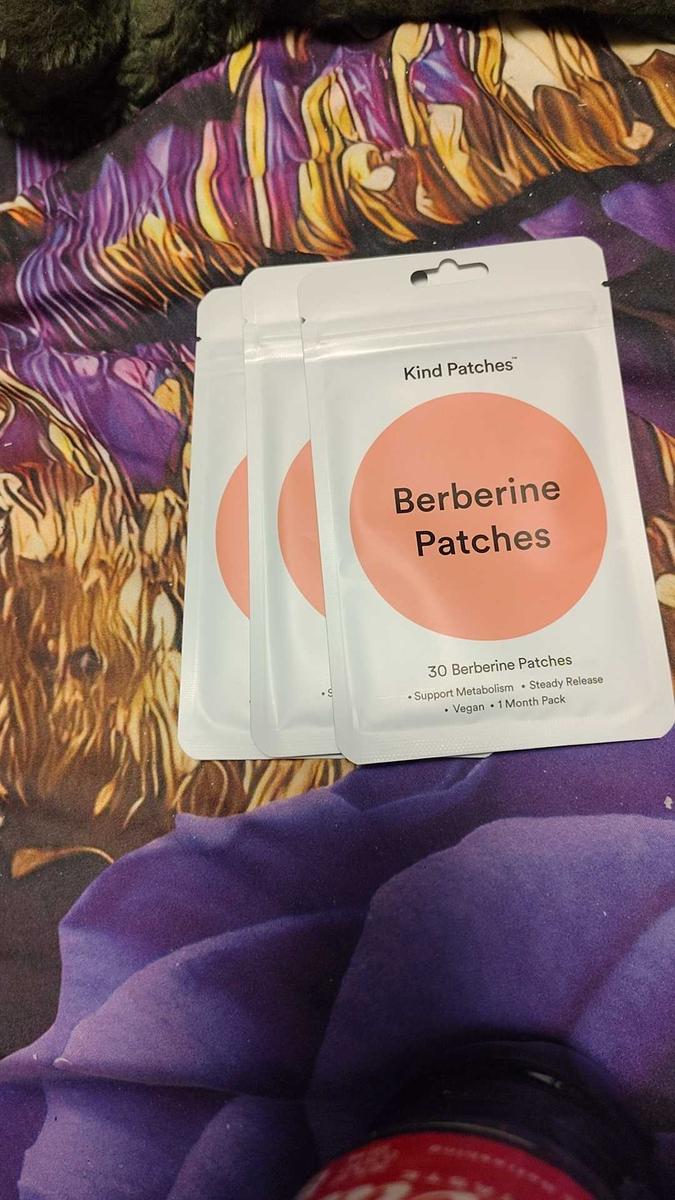 Kind Patches™
Berberine
Patches
30 Berberine Patches
• Support Metabolism • Steady Release
• Vegan • 1 Month Pack